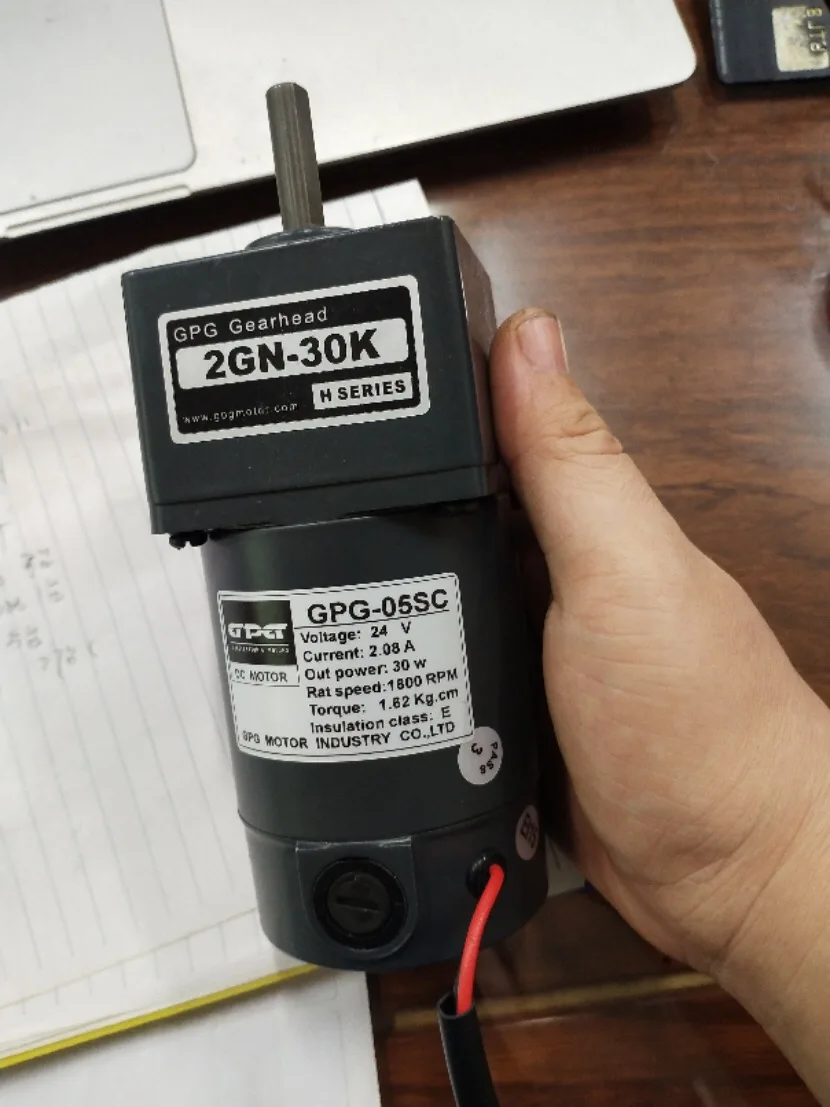 GPG Gearhead
2GN-30K
H SERIES
www.gpgmotor.com
GPG
DC MOTOR
GPG-05SC
Voltage: 24 V
Current: 2.08 A
Out power: 30 w
Rat speed:1800 RPM
Torque: 1.62 Kg.cm
Insulation class: E
GPG MOTOR INDUSTRY CO.,LTD
PASS
3